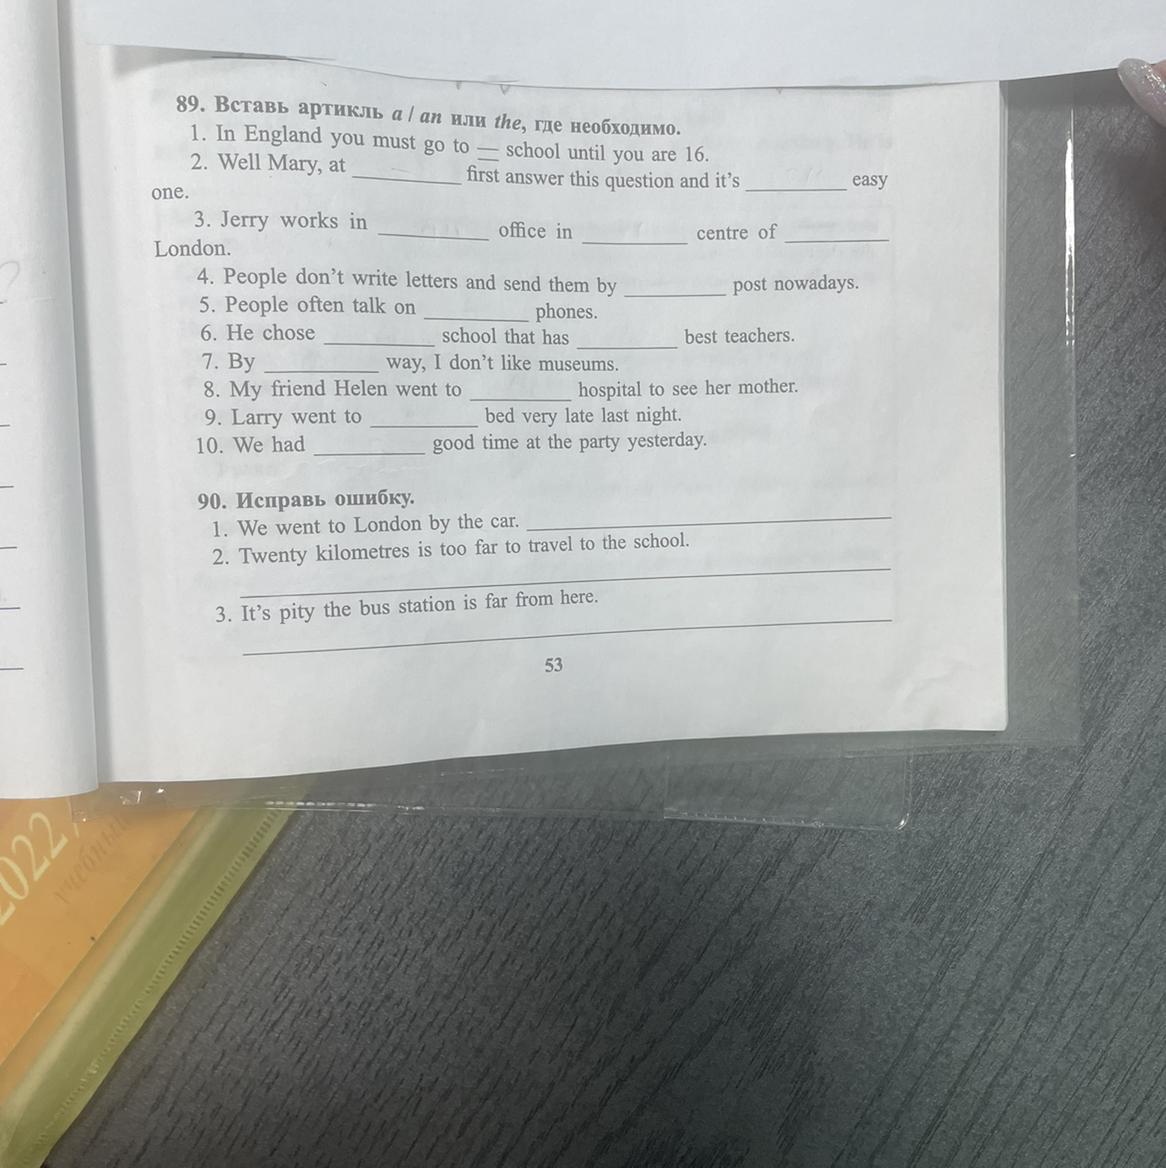 89. Вставь артикль a / an или the, где необходимо.
1. In England you must go to — school until you are 16.
2. Well Mary, at __________ first answer this question and it's __________ easy
one.
3. Jerry works in __________ office in __________ centre of __________
London.
4. People don't write letters and send them by __________ post nowadays.
5. People often talk on __________ phones.
6. He chose __________ school that has __________ best teachers.
7. By __________ way, I don't like museums.
8. My friend Helen went to __________ hospital to see her mother.
9. Larry went to __________ bed very late last night.
10. We had __________ good time at the party yesterday.
90. Исправь ошибку.
1. We went to London by the car. __________
2. Twenty kilometres is too far to travel to the school.
3. It's pity the bus station is far from here.
53
2022